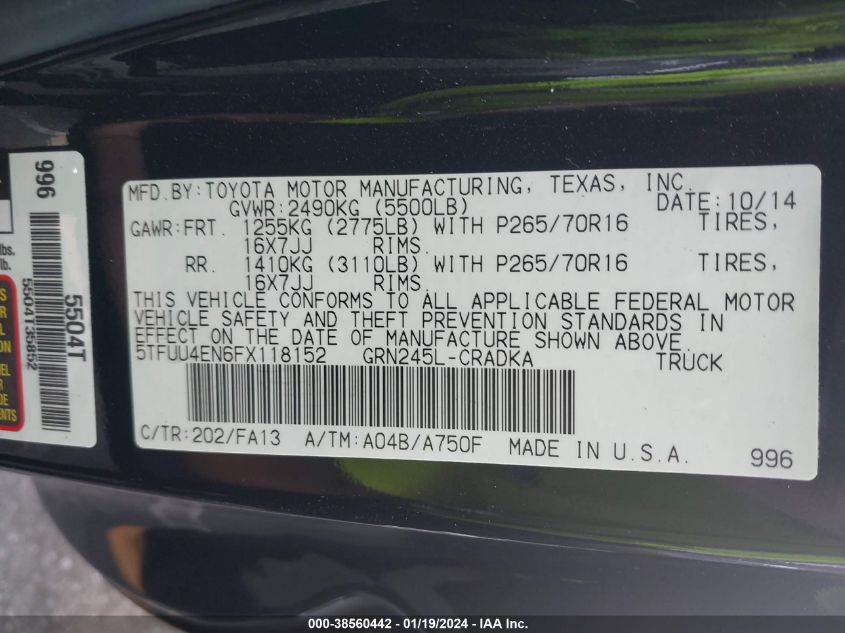 MFD.BY:TOYOTA MOTOR MANUFACTURING, TEXAS, INC.
GVWR:2490KG (5500LB) DATE:10/14
GAWR:FRT. 1255KG (2775LB) WITH P265/70R16 TIRES,
16X7JJ RIMS.
RR. 1410KG (3110LB) WITH P265/70R16 TIRES,
16X7JJ RIMS.
THIS VEHICLE CONFORMS TO ALL APPLICABLE FEDERAL MOTOR
VEHICLE SAFETY AND THEFT PREVENTION STANDARDS IN
EFFECT ON THE DATE OF MANUFACTURE SHOWN ABOVE.
5TFUU4EN6FX118152 GRN245L-CRADKA TRUCK
C/TR:202/FA13 A/TM:A04B/A750F MADE IN U.S.A. 996
996
5504T
5504135852
lbs.
lb.
000-38560442 - 01/19/2024 - IAA Inc.